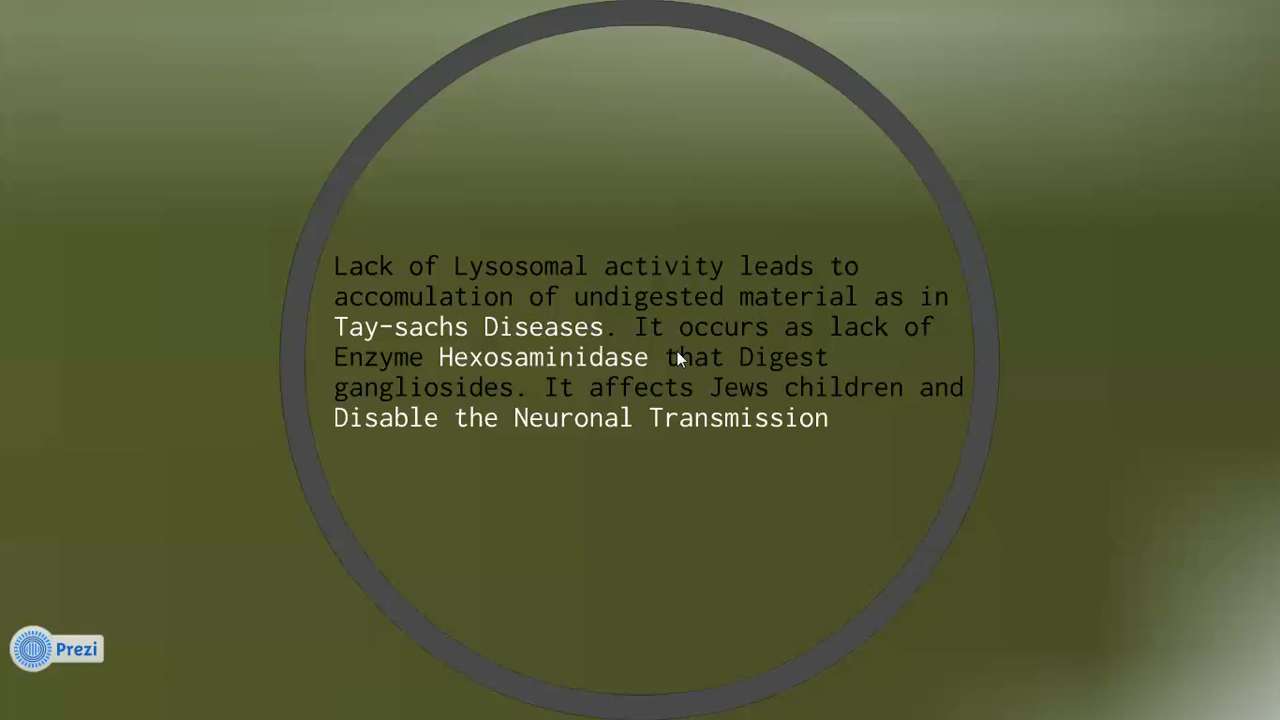 Lack of Lysosomal activity leads to
accomulation of undigested material as in
Tay-sachs Diseases. It occurs as lack of
Enzyme Hexosaminidase that Digest
gangliosides. It affects Jews children and
Disable the Neuronal Transmission
Prezi